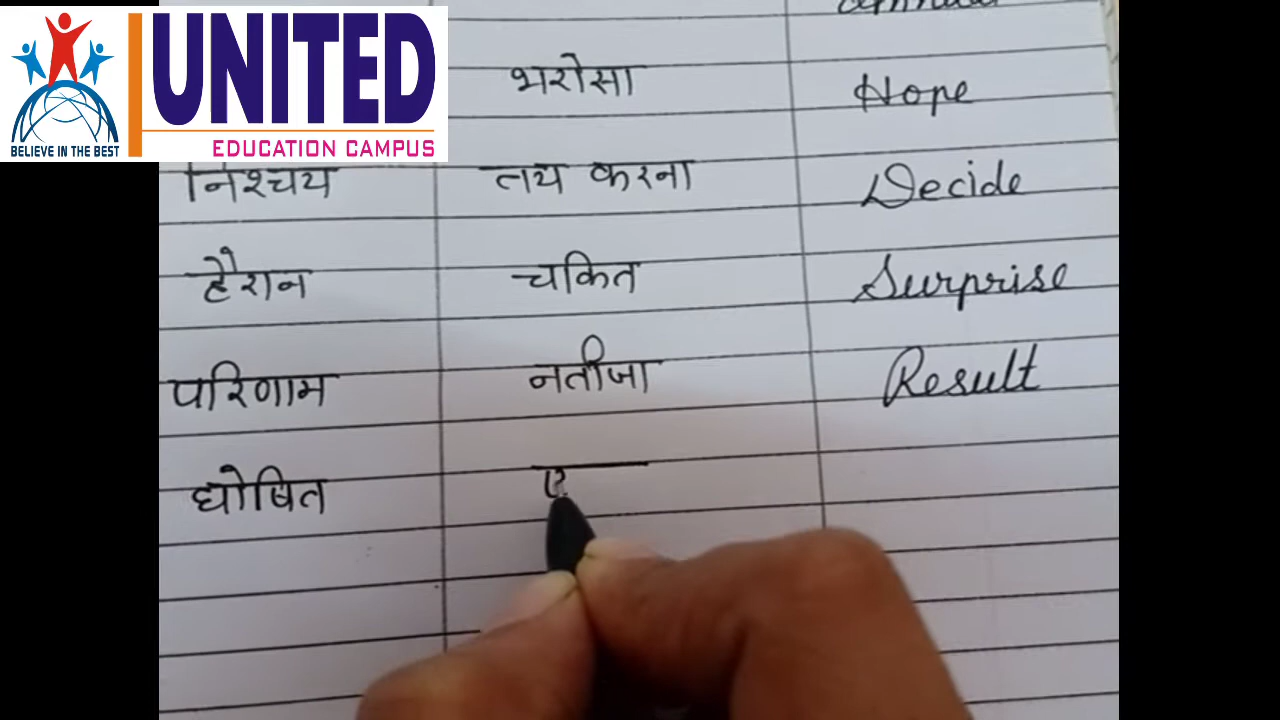 UNITED
EDUCATION CAMPUS
BELIEVE IN THE BEST
भरोसा Hope
निश्चय तय करना Decide
हैरान चकित Surprise
परिणाम नतीजा Result
घोषित